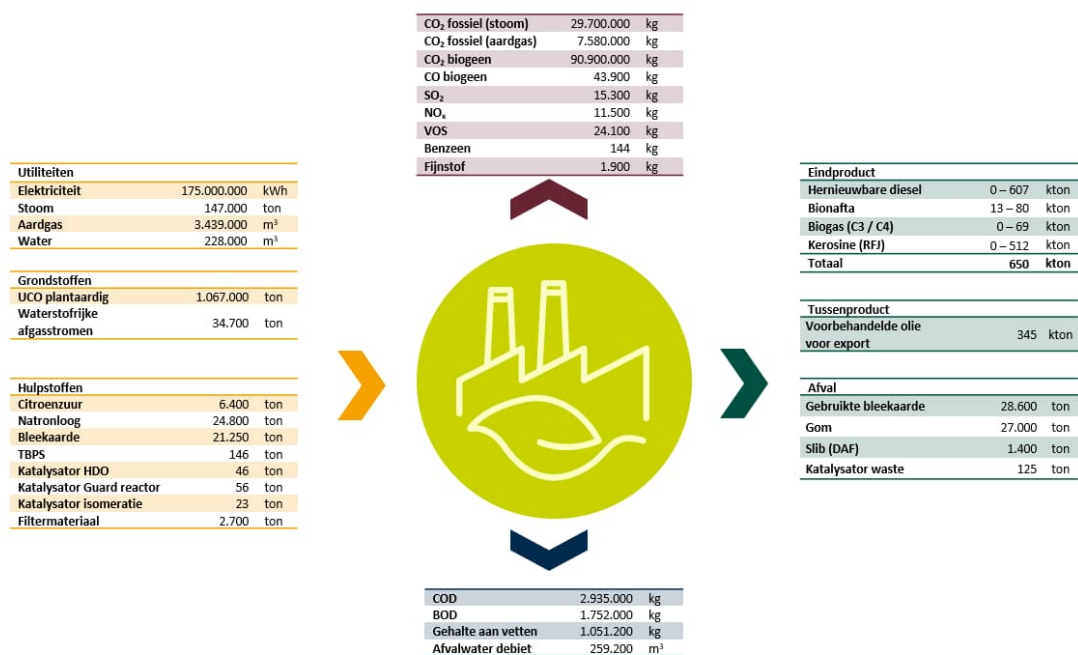 CO₂ fossiel (stoom) 29.700.000 kg
CO₂ fossiel (aardgas) 7.580.000 kg
CO₂ biogeen 90.900.000 kg
CO biogeen 43.900 kg
SO₂ 15.300 kg
NOₓ 11.500 kg
VOS 24.100 kg
Benzeen 144 kg
Fijnstof 1.900 kg
Utiliteiten
Elektriciteit 175.000.000 kWh
Stoom 147.000 ton
Aardgas 3.439.000 m³
Water 228.000 m³
Grondstoffen
UCO plantaardig 1.067.000 ton
Waterstofrijke
afgasstromen 34.700 ton
Hulpstoffen
Citroenzuur 6.400 ton
Natronloog 24.800 ton
Bleekaarde 21.250 ton
TBPS 146 ton
Katalysator HDO 46 ton
Katalysator Guard reactor 56 ton
Katalysator isomeratie 23 ton
Filtermateriaal 2.700 ton
Eindproduct
Hernieuwbare diesel 0 – 607 kton
Bionafta 13 – 80 kton
Biogas (C3 / C4) 0 – 69 kton
Kerosine (RFJ) 0 – 512 kton
Totaal 650 kton
Tussenproduct
Voorbehandelde olie
voor export 345 kton
Afval
Gebruikte bleekaarde 28.600 ton
Gom 27.000 ton
Slib (DAF) 1.400 ton
Katalysator waste 125 ton
COD 2.935.000 kg
BOD 1.752.000 kg
Gehalte aan vetten 1.051.200 kg
Afvalwater debiet 259.200 m³